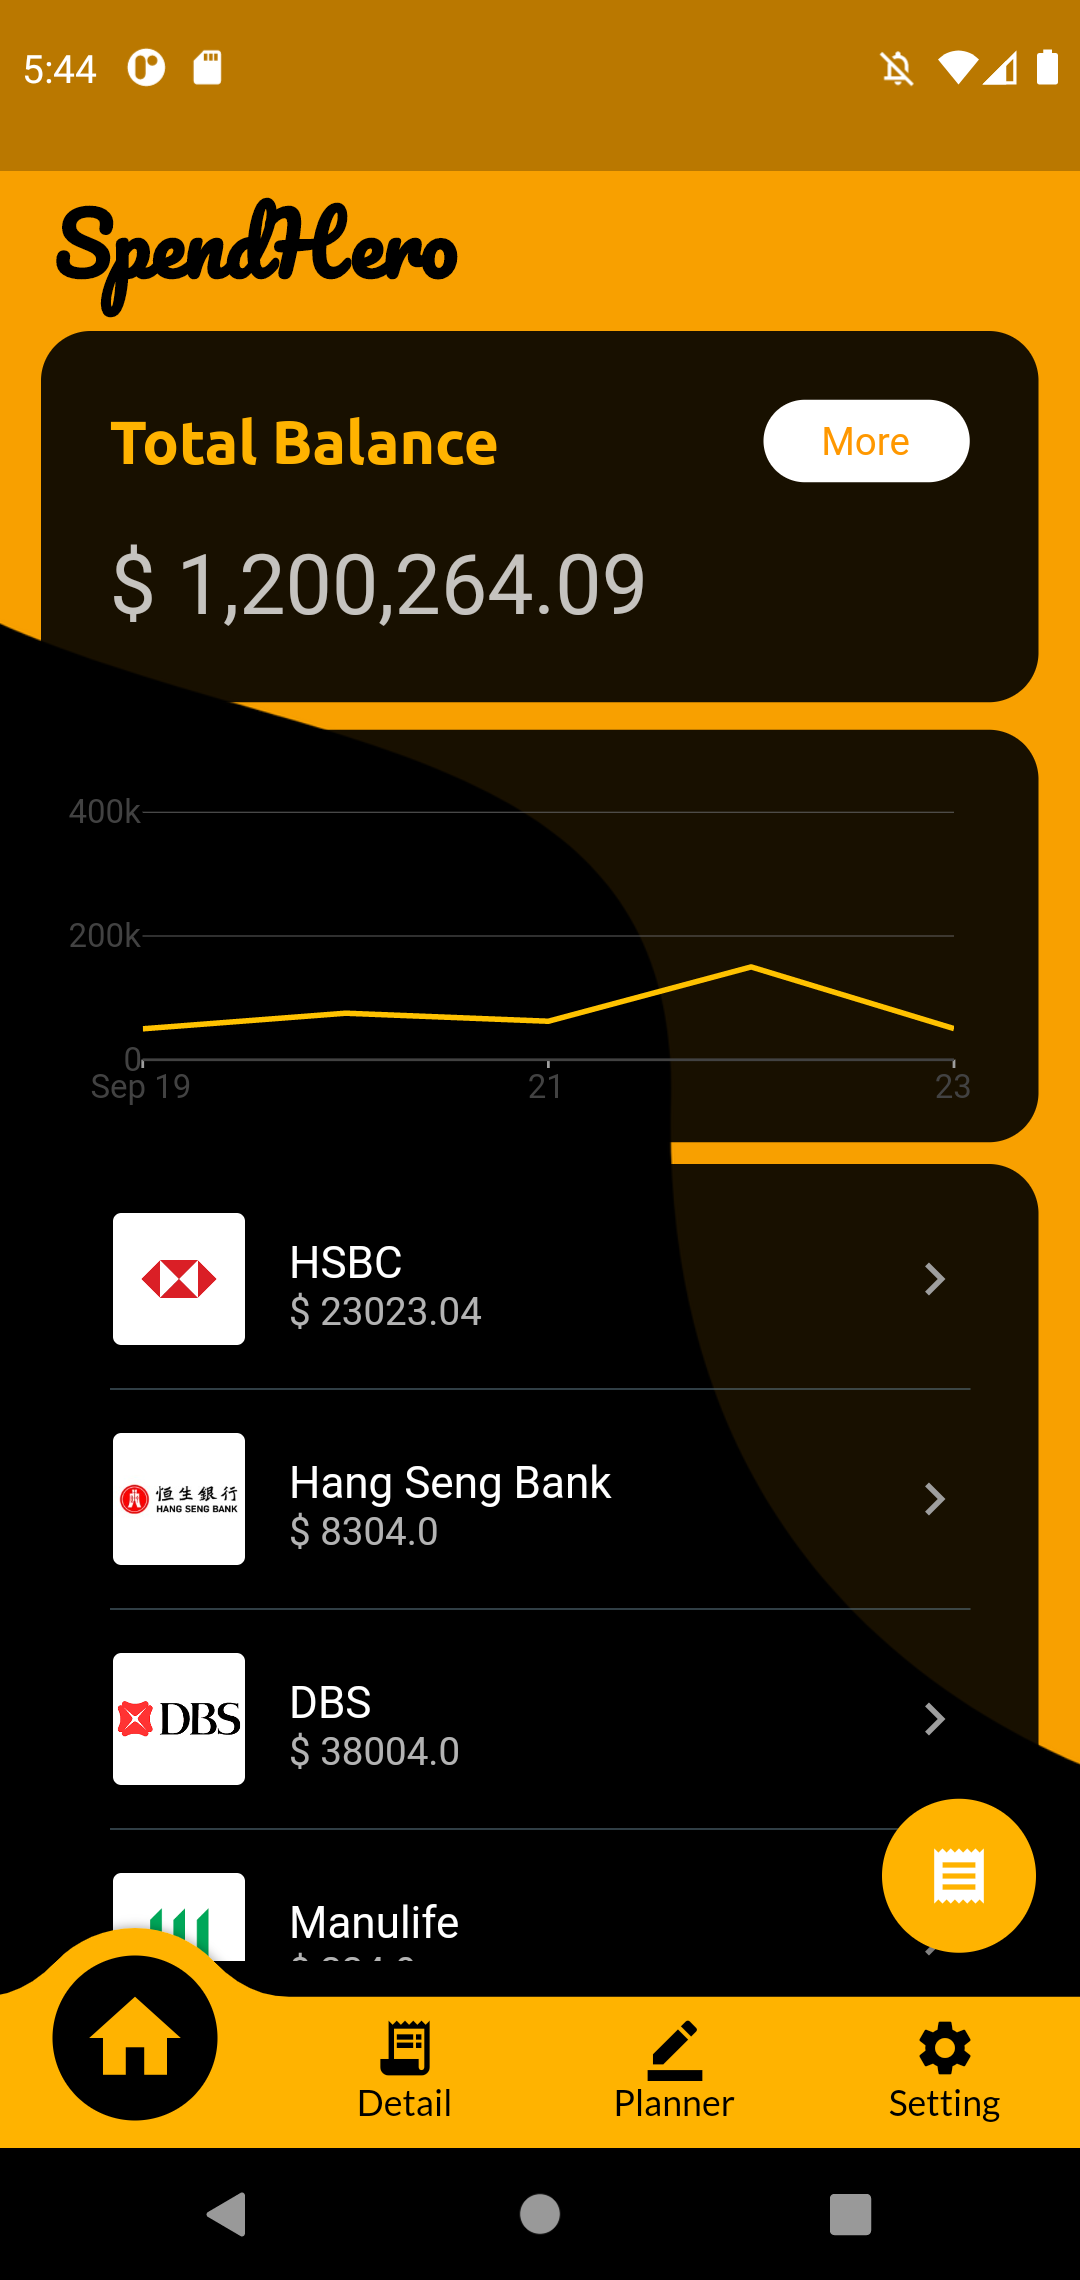 5:44
SpendHero
Total Balance
More
$ 1,200,264.09
400k
200k
0
Sep 19
21
23
HSBC
$ 23023.04
恒生銀行
HANG SENG BANK
Hang Seng Bank
$ 8304.0
DBS
DBS
$ 38004.0
Manulife
Detail
Planner
Setting